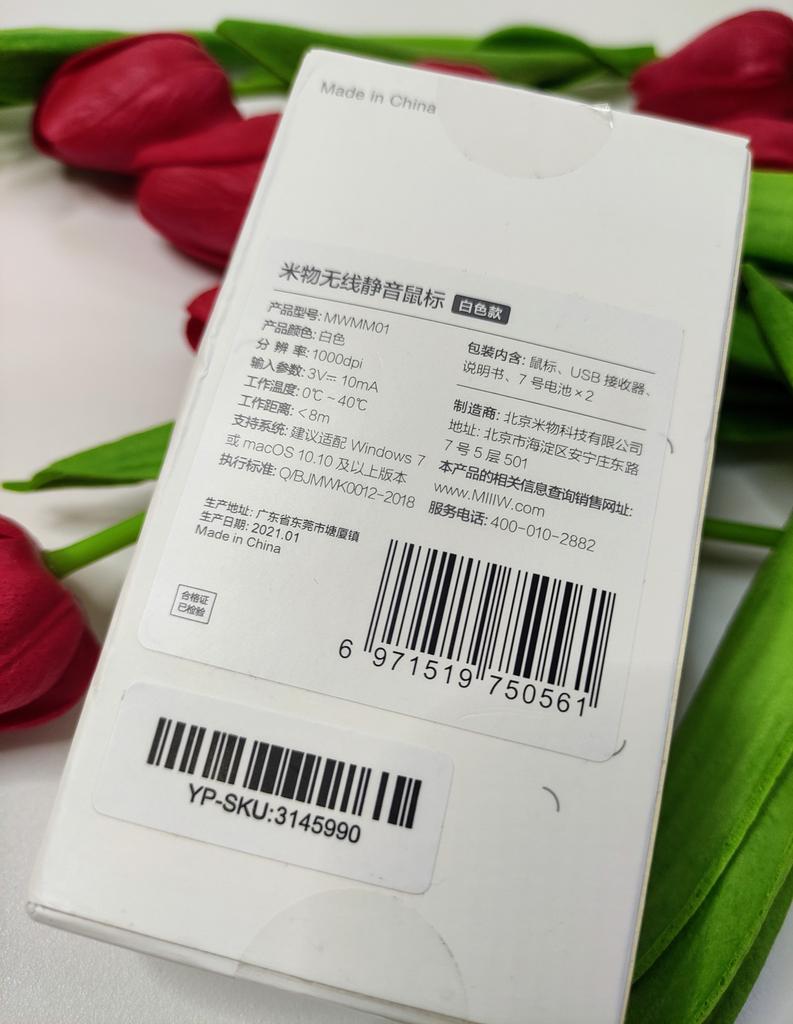 Made in China
米物无线静音鼠标 白色款
产品型号: MWMM01
产品颜色: 白色
分 辨 率: 1000dpi
输入参数: 3V⎓ 10mA
工作温度: 0℃ ~ 40℃
工作距离: <8m
支持系统: 建议适配 Windows 7
或 macOS 10.10 及以上版本
执行标准: Q/BJMWK0012-2018
包装内含: 鼠标、USB 接收器、
说明书、7 号电池 × 2
制造商: 北京米物科技有限公司
地址: 北京市海淀区安宁庄东路
7 号 5 层 501
本产品的相关信息查询销售网址:
www.MIIIW.com
服务电话: 400-010-2882
生产地址: 广东省东莞市塘厦镇
生产日期: 2021.01
Made in China
合格证
已检验
6 971519 750561
YP-SKU:3145990